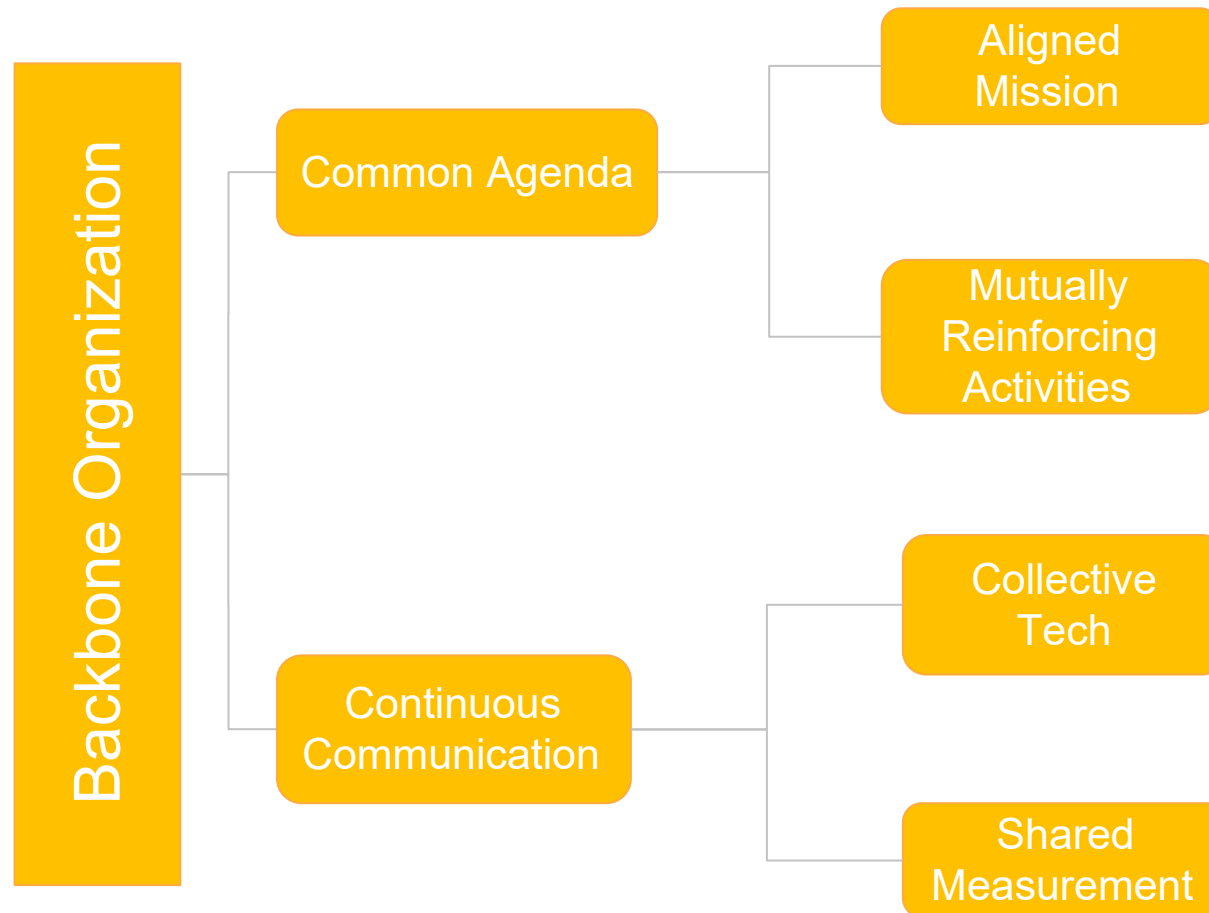 Backbone Organization
Common Agenda
Aligned
Mission
Mutually
Reinforcing
Activities
Continuous
Communication
Collective
Tech
Shared
Measurement